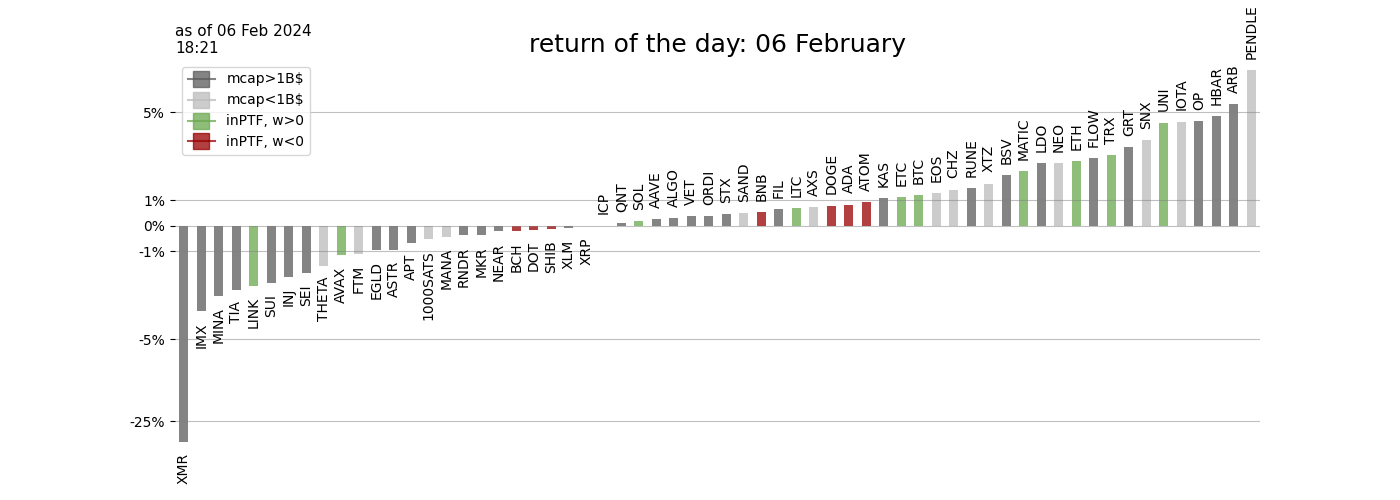 as of 06 Feb 2024
18:21
return of the day: 06 February
mcap>1B$
mcap<1B$
inPTF, w>0
inPTF, w<0
5%
1%
0%
-1%
-5%
-25%
XMR
IMX
MINA
TIA
LINK
SUI
INJ
SEI
THETA
AVAX
FTM
EGLD
ASTR
APT
1000SATS
MANA
RNDR
MKR
NEAR
BCH
DOT
SHIB
XLM
XRP
ICP
QNT
SOL
AAVE
ALGO
VET
ORDI
STX
SAND
BNB
FIL
LTC
AXS
DOGE
ADA
ATOM
KAS
ETC
BTC
EOS
CHZ
RUNE
XTZ
BSV
MATIC
LDO
NEO
ETH
FLOW
TRX
GRT
SNX
UNI
IOTA
OP
HBAR
ARB
PENDLE